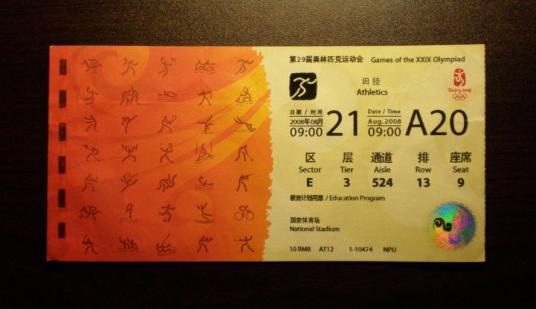 第29届奥林匹克运动会 Games of the XXIX Olympiad
田径
Athletics
Beijing 2008
日期 / 时间 Date / Time
2008年08月 21 Aug.2008 A20
09:00 09:00
区 层 通道 排 座席
Sector Tier Aisle Row Seat
E 3 524 13 9
教育计划用票 / Education Program
国家体育场
National Stadium
10 RMB AT12 1-10474 NPU